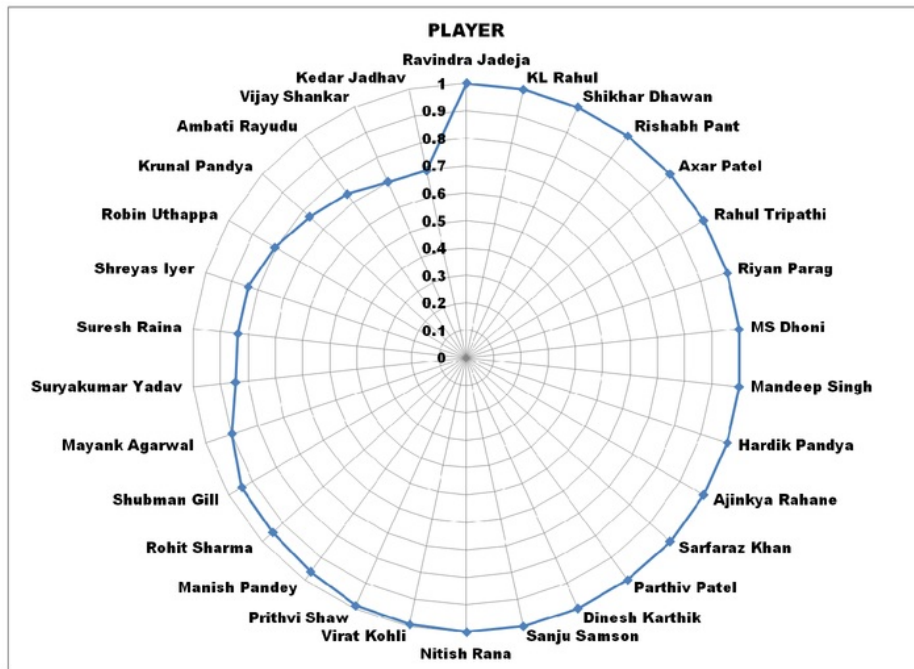 PLAYER
Ravindra Jadeja
KL Rahul
Shikhar Dhawan
Rishabh Pant
Axar Patel
Rahul Tripathi
Riyan Parag
MS Dhoni
Mandeep Singh
Hardik Pandya
Ajinkya Rahane
Sarfaraz Khan
Parthiv Patel
Dinesh Karthik
Sanju Samson
Nitish Rana
Virat Kohli
Prithvi Shaw
Manish Pandey
Rohit Sharma
Shubman Gill
Mayank Agarwal
Suryakumar Yadav
Suresh Raina
Shreyas Iyer
Robin Uthappa
Krunal Pandya
Ambati Rayudu
Vijay Shankar
Kedar Jadhav
1
0.9
0.8
0.7
0.6
0.5
0.4
0.3
0.2
0.1
0